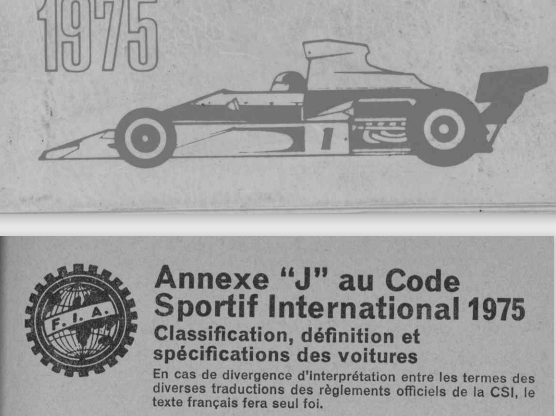 1975
1
F. I. A.
Annexe “J” au Code
Sportif International 1975
Classification, définition et
spécifications des voitures
En cas de divergence d'interprétation entre les termes des
diverses traductions des règlements officiels de la CSI, le
texte français fera seul foi.